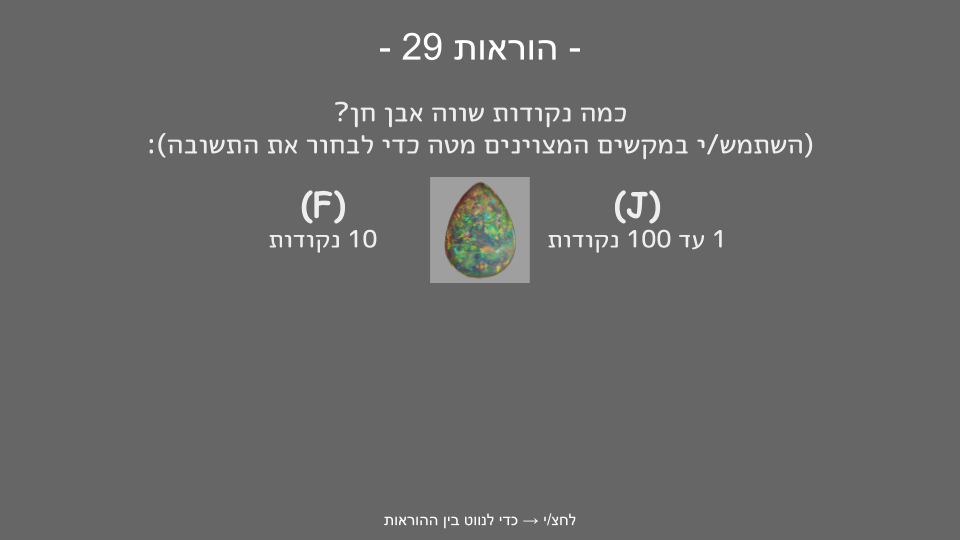 - הוראות 29 -
כמה נקודות שווה אבן חן?
(השתמש/י במקשים המצוינים מטה כדי לבחור את התשובה):
(J)
1 עד 100 נקודות
(F)
10 נקודות
לחצ/י → כדי לנווט בין ההוראות